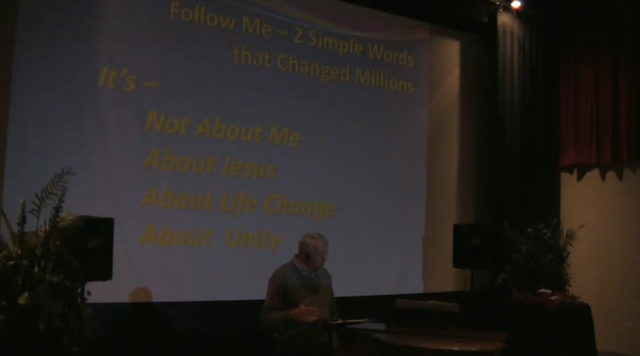 Follow Me – 2 Simple Words
that Changed Millions
It's –
Not About Me
About Jesus
About Life Change
About Unity